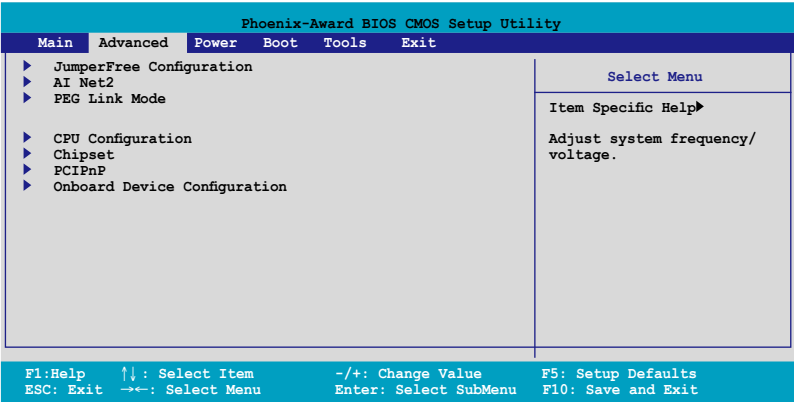 Phoenix-Award BIOS CMOS Setup Utility
Main Advanced Power Boot Tools Exit
JumperFree Configuration
AI Net2
PEG Link Mode
CPU Configuration
Chipset
PCIPnP
Onboard Device Configuration
Select Menu
Item Specific Help
Adjust system frequency/
voltage.
F1:Help ↑↓: Select Item -/+: Change Value F5: Setup Defaults
ESC: Exit →←: Select Menu Enter: Select SubMenu F10: Save and Exit